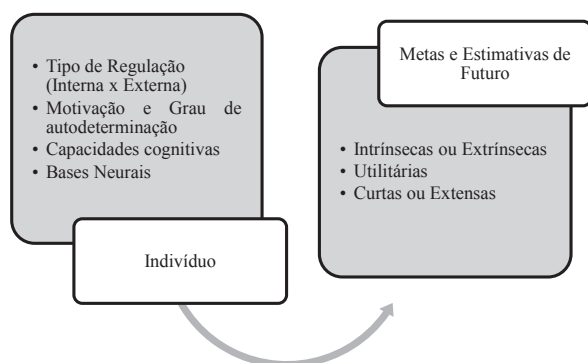 • Tipo de Regulação
(Interna x Externa)
• Motivação e Grau de
autodeterminação
• Capacidades cognitivas
• Bases Neurais
Indivíduo
Metas e Estimativas de
Futuro
• Intrínsecas ou Extrínsecas
• Utilitárias
• Curtas ou Extensas